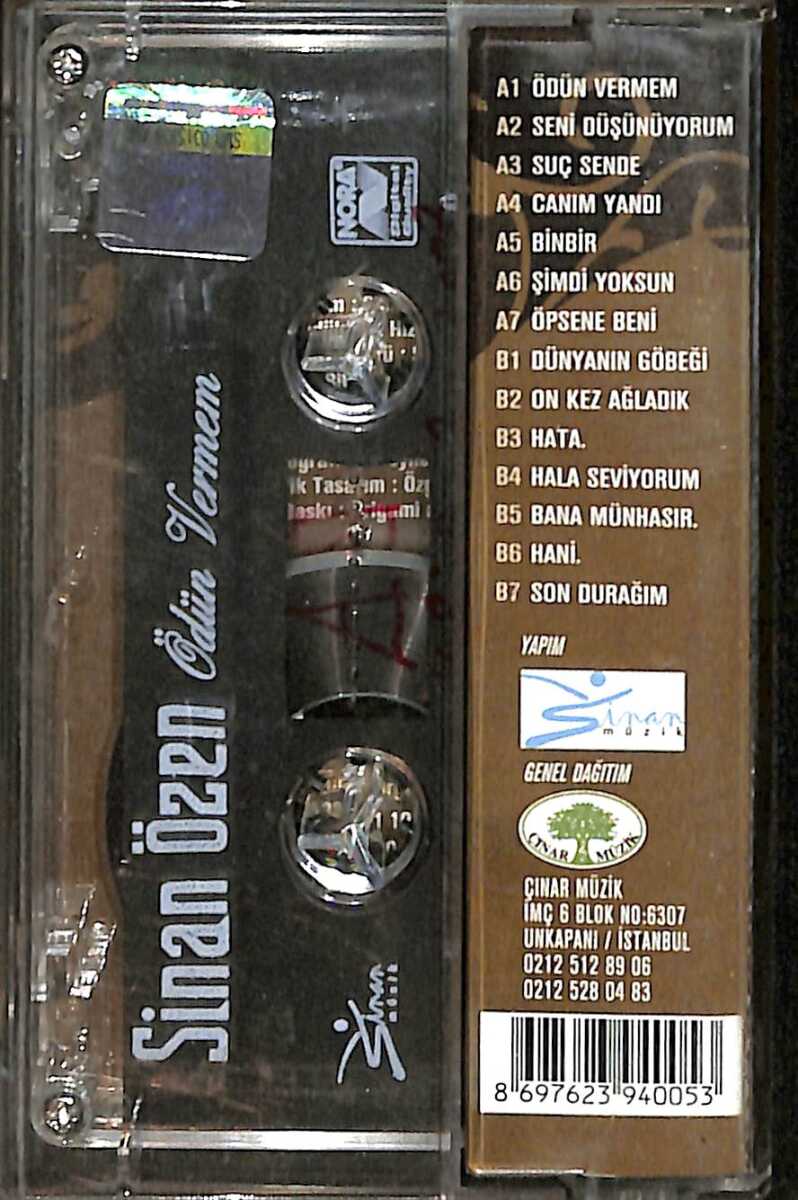 A1 ÖDÜN VERMEM
A2 SENİ DÜŞÜNÜYORUM
A3 SUÇ SENDE
A4 CANIM YANDI
A5 BİNBİR
A6 ŞİMDİ YOKSUN
A7 ÖPSENE BENİ
B1 DÜNYANIN GÖBEĞİ
B2 ON KEZ AĞLADIK
B3 HATA.
B4 HALA SEVİYORUM
B5 BANA MÜNHASIR.
B6 HANİ.
B7 SON DURAĞIM
YAPIM
Sinan
müzik
GENEL DAĞITIM
ÇINAR MÜZİK
ÇINAR MÜZİK
İMÇ 6 BLOK NO:6307
UNKAPANI / İSTANBUL
0212 512 89 06
0212 528 04 83
8 697623 940053
Sinan Özen Ödün Vermem
NORA
Digital
Quality
Sinan
müzik
Tasarım :